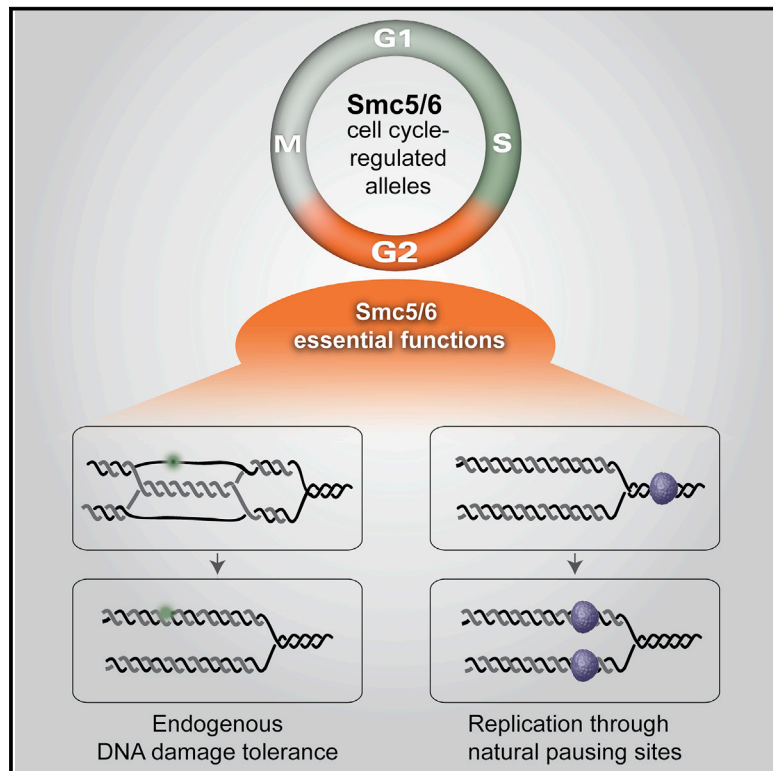 G1
Smc5/6
cell cycle-
regulated
alleles
M
S
G2
Smc5/6
essential functions
Endogenous
DNA damage tolerance
Replication through
natural pausing sites